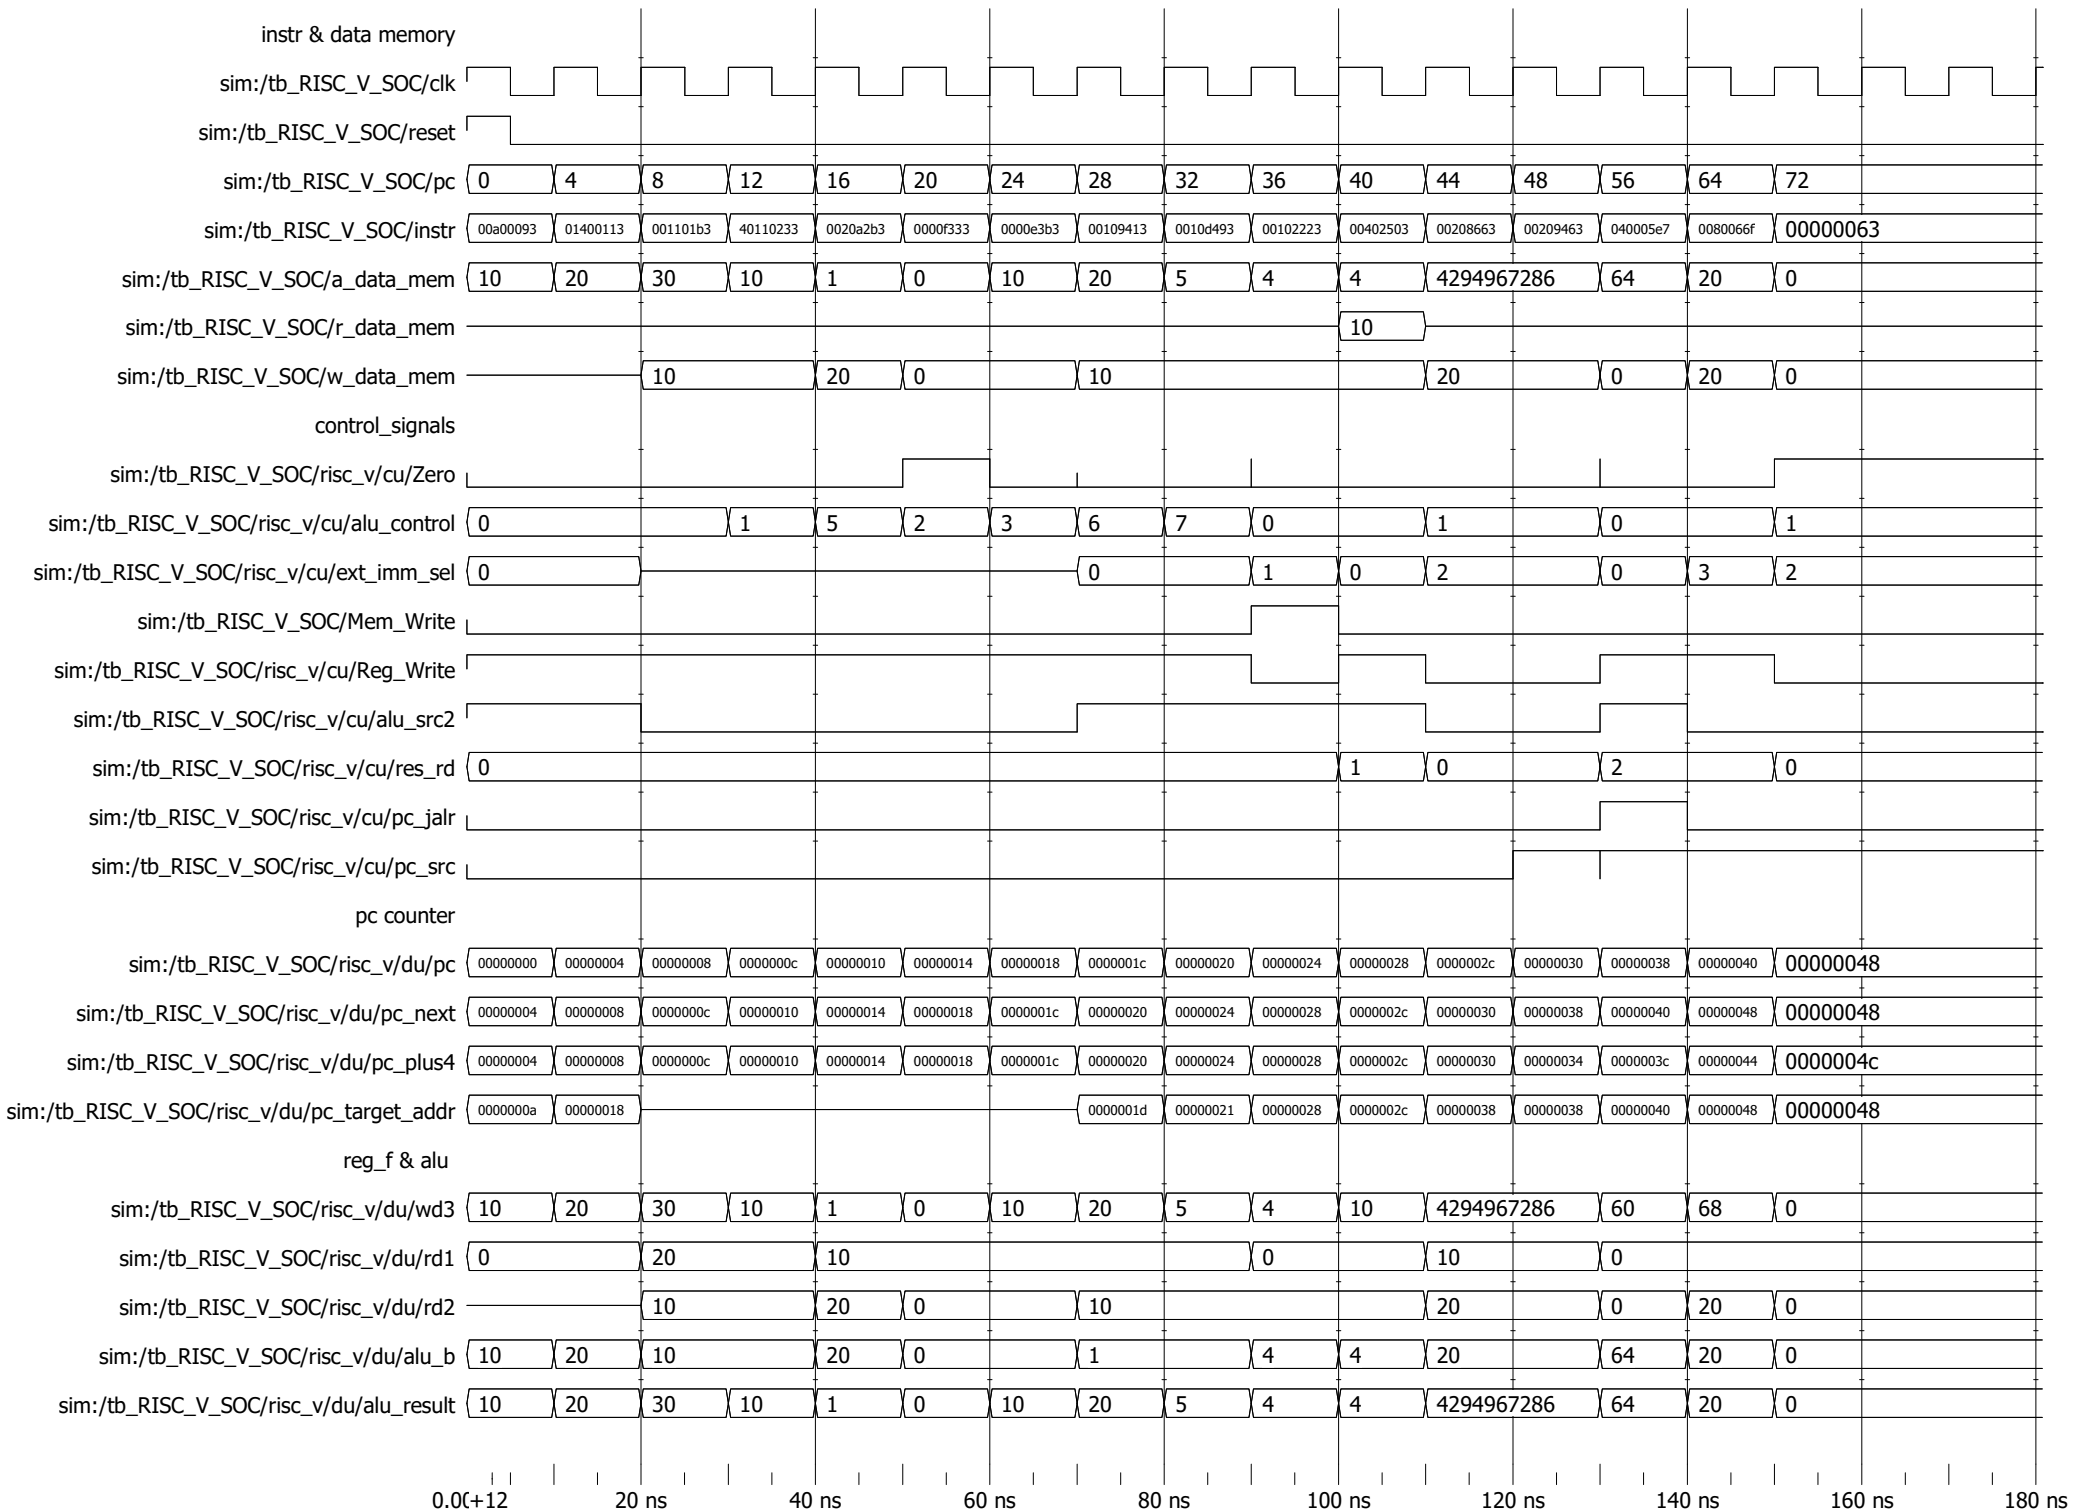 instr & data memory
sim:/tb_RISC_V_SOC/clk
sim:/tb_RISC_V_SOC/reset
sim:/tb_RISC_V_SOC/pc 0 4 8 12 16 20 24 28 32 36 40 44 48 56 64 72
sim:/tb_RISC_V_SOC/instr 00a00093 01400113 001101b3 40110233 0020a2b3 0000f333 0000e3b3 00109413 0010d493 00102223 00402503 00208663 00209463 040005e7 0080066f 00000063
sim:/tb_RISC_V_SOC/a_data_mem 10 20 30 10 1 0 10 20 5 4 4 4294967286 64 20 0
sim:/tb_RISC_V_SOC/r_data_mem 10
sim:/tb_RISC_V_SOC/w_data_mem 10 20 0 10 20 0 20 0
control_signals
sim:/tb_RISC_V_SOC/risc_v/cu/Zero
sim:/tb_RISC_V_SOC/risc_v/cu/alu_control 0 1 5 2 3 6 7 0 1 0 1
sim:/tb_RISC_V_SOC/risc_v/cu/ext_imm_sel 0 0 1 0 2 0 3 2
sim:/tb_RISC_V_SOC/Mem_Write
sim:/tb_RISC_V_SOC/risc_v/cu/Reg_Write
sim:/tb_RISC_V_SOC/risc_v/cu/alu_src2
sim:/tb_RISC_V_SOC/risc_v/cu/res_rd 0 1 0 2 0
sim:/tb_RISC_V_SOC/risc_v/cu/pc_jalr
sim:/tb_RISC_V_SOC/risc_v/cu/pc_src
pc counter
sim:/tb_RISC_V_SOC/risc_v/du/pc 00000000 00000004 00000008 0000000c 00000010 00000014 00000018 0000001c 00000020 00000024 00000028 0000002c 00000030 00000038 00000040 00000048
sim:/tb_RISC_V_SOC/risc_v/du/pc_next 00000004 00000008 0000000c 00000010 00000014 00000018 0000001c 00000020 00000024 00000028 0000002c 00000030 00000038 00000040 00000048 00000048
sim:/tb_RISC_V_SOC/risc_v/du/pc_plus4 00000004 00000008 0000000c 00000010 00000014 00000018 0000001c 00000020 00000024 00000028 0000002c 00000030 00000034 0000003c 00000044 0000004c
sim:/tb_RISC_V_SOC/risc_v/du/pc_target_addr 0000000a 00000018 0000001d 00000021 00000028 0000002c 00000038 00000038 00000040 00000048 00000048
reg_f & alu
sim:/tb_RISC_V_SOC/risc_v/du/wd3 10 20 30 10 1 0 10 20 5 4 10 4294967286 60 68 0
sim:/tb_RISC_V_SOC/risc_v/du/rd1 0 20 10 0 10 0
sim:/tb_RISC_V_SOC/risc_v/du/rd2 10 20 0 10 20 0 20 0
sim:/tb_RISC_V_SOC/risc_v/du/alu_b 10 20 10 20 0 1 4 4 20 64 20 0
sim:/tb_RISC_V_SOC/risc_v/du/alu_result 10 20 30 10 1 0 10 20 5 4 4 4294967286 64 20 0
0.00+12 20 ns 40 ns 60 ns 80 ns 100 ns 120 ns 140 ns 160 ns 180 ns